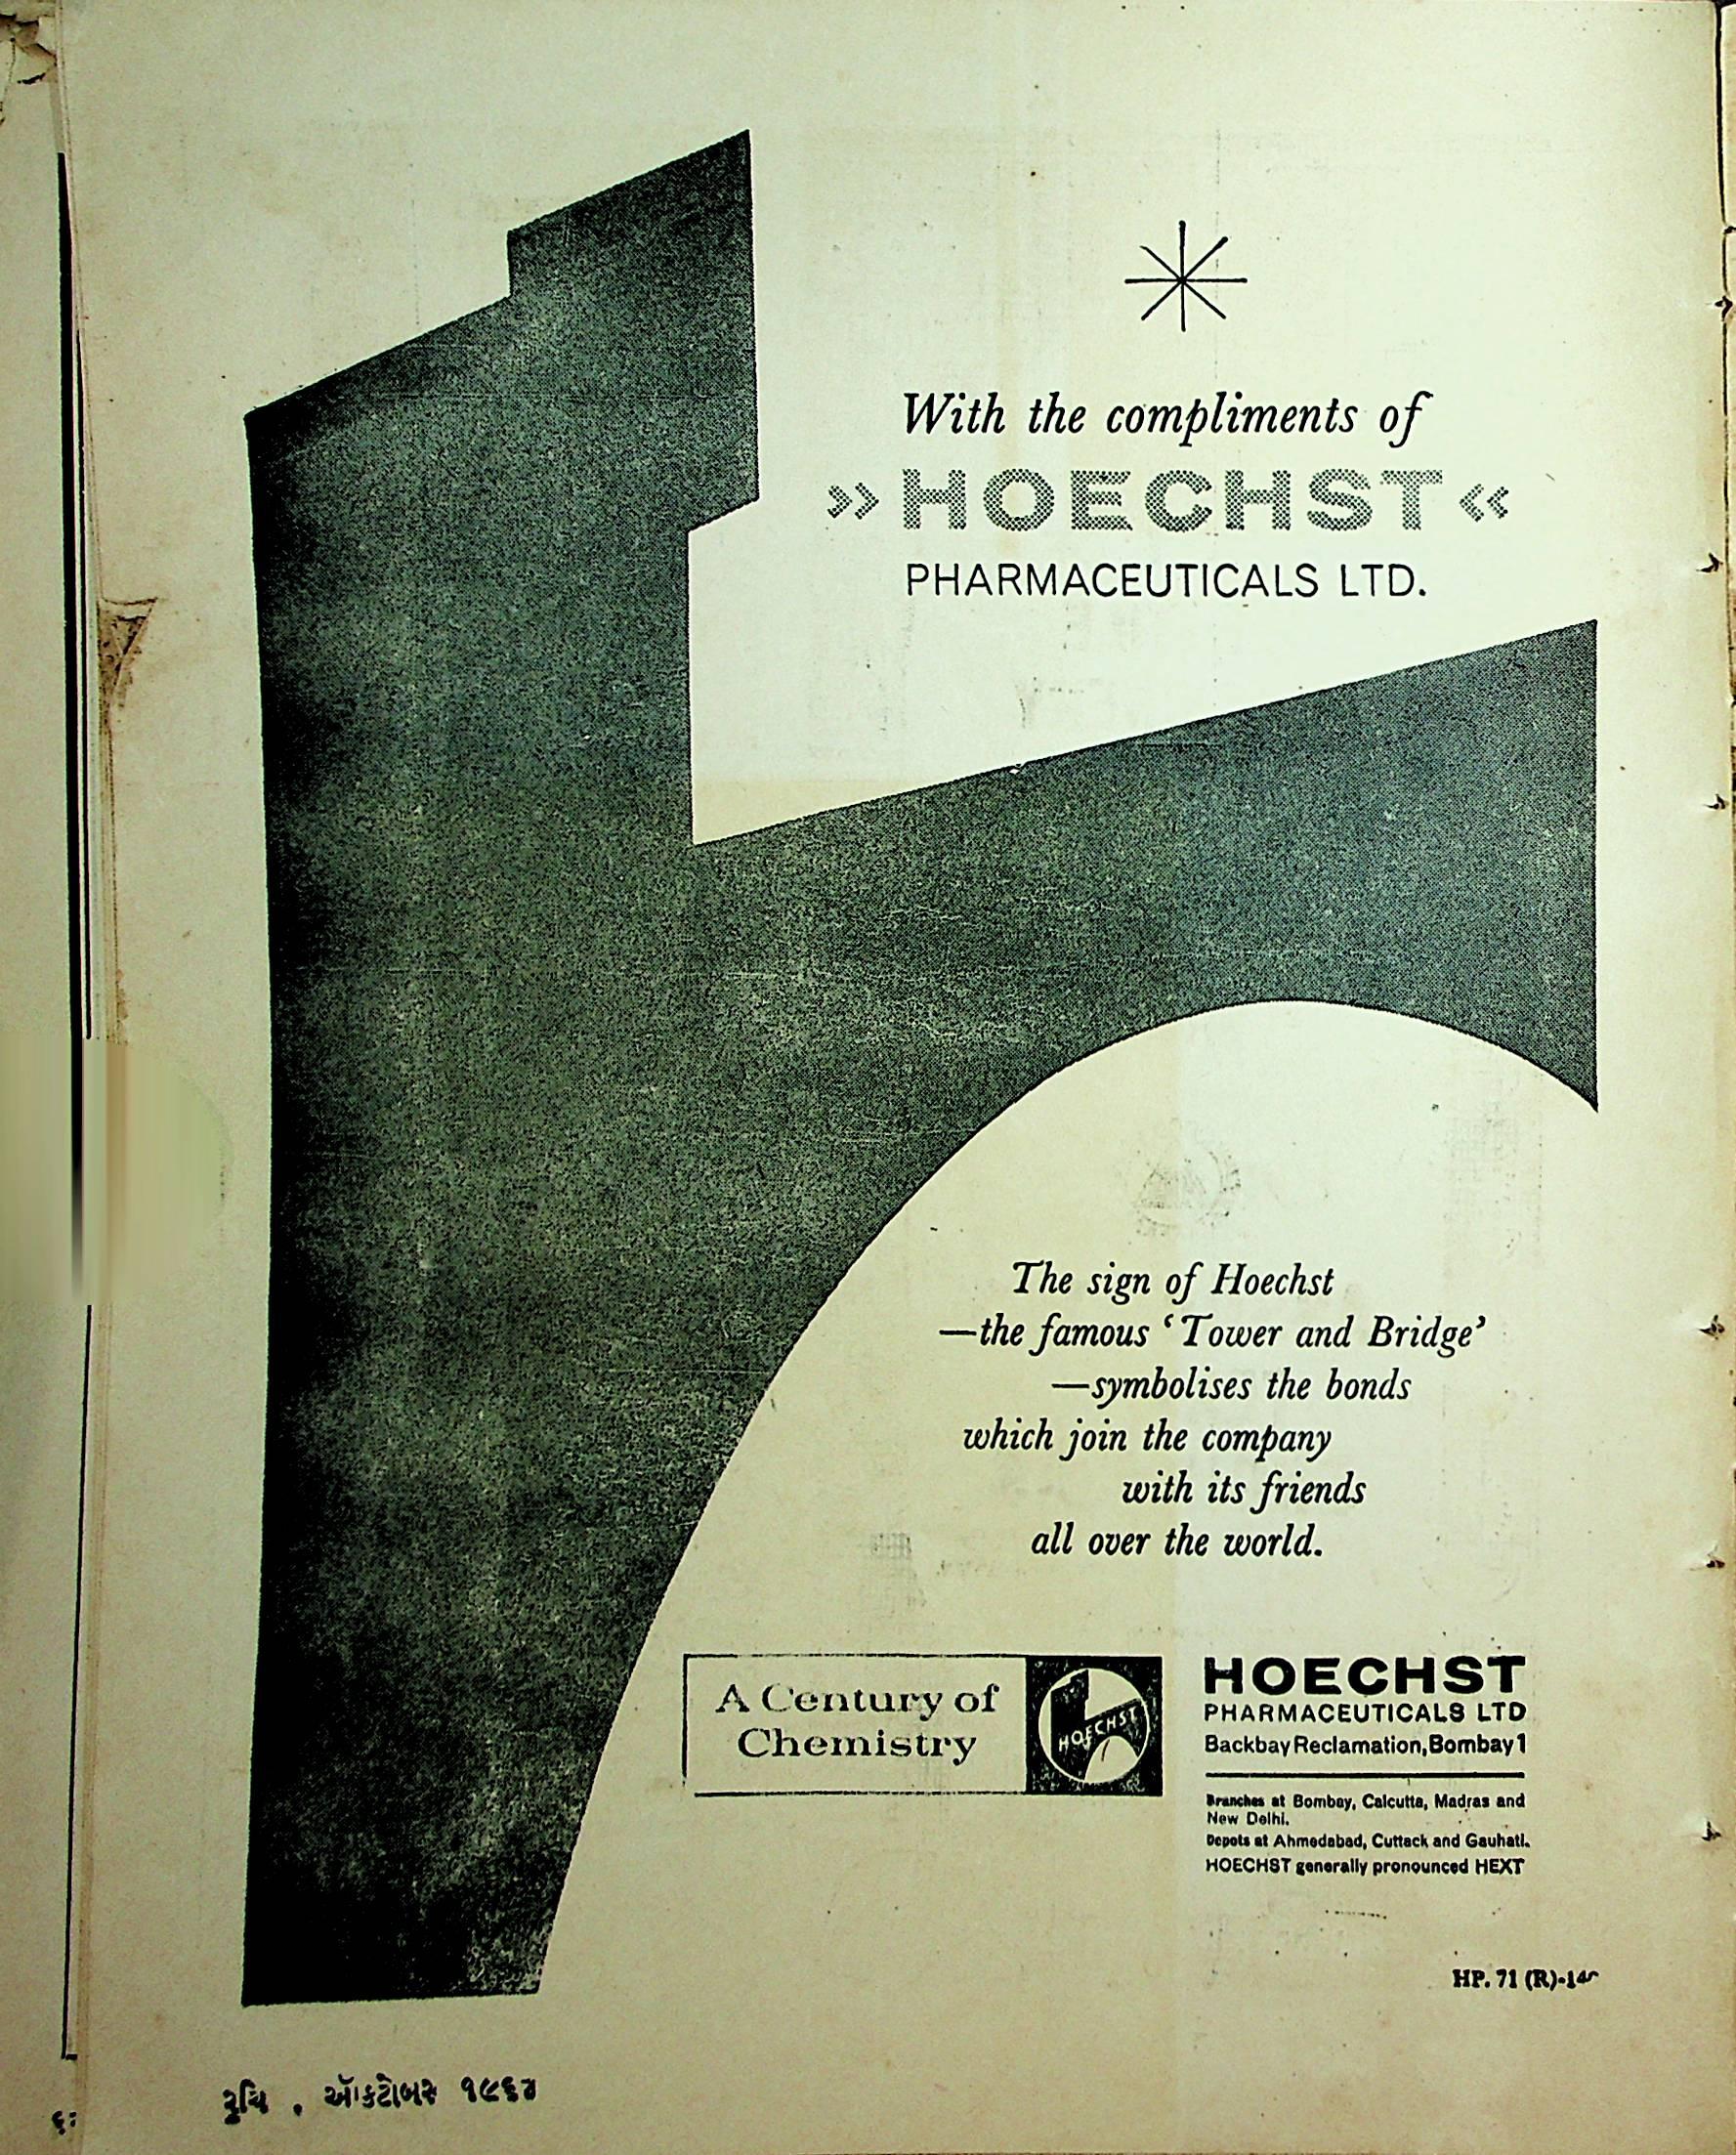 With the compliments of
»HOECHST«
PHARMACEUTICALS LTD.
The sign of Hoechst
—the famous ‘Tower and Bridge’
—symbolises the bonds
which join the company
with its friends
all over the world.
A Century of
Chemistry
HOECHST
HOECHST
PHARMACEUTICALS LTD
Backbay Reclamation, Bombay 1
Branches at Bombay, Calcutta, Madras and
New Delhi.
Depots at Ahmedabad, Cuttack and Gauhati.
HOECHST generally pronounced HEXT
HP. 71 (R)
રુચિ . ઑક્ટોબર